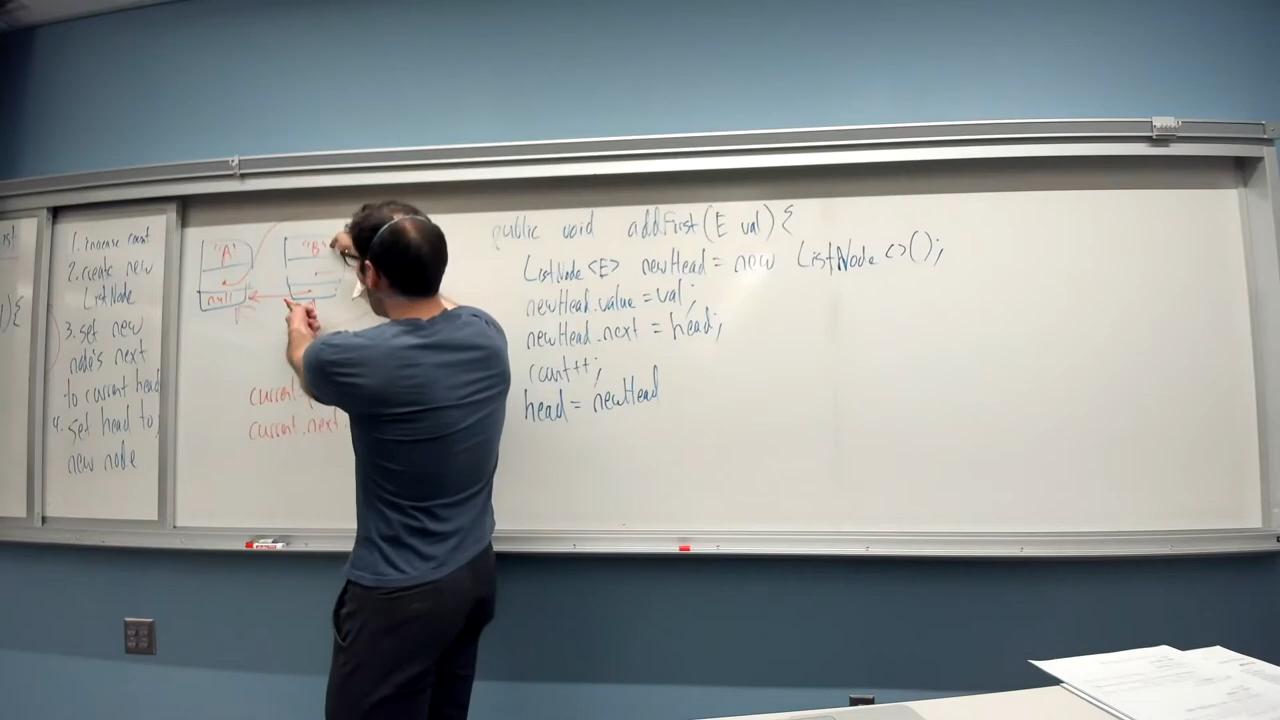 ist
){
1. increase count
2. create new
ListNode
3. set new
node's next
to current head
4. set head to
new node
"A"
null
"B"
current.
current.next
public void addFirst(E val){
ListNode<E> newHead = new ListNode<>();
newHead.value = val;
newHead.next = head;
count++;
head = newHead